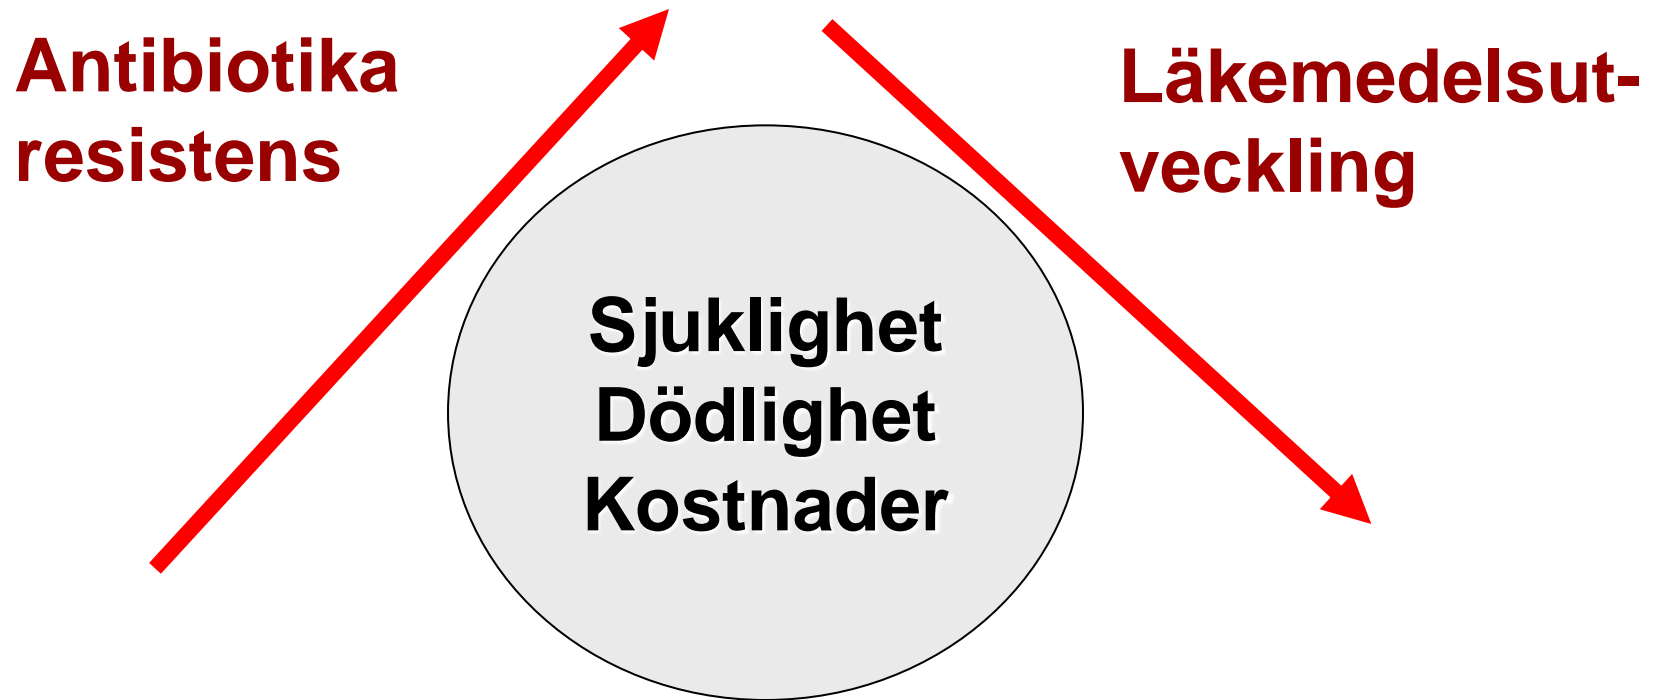 Antibiotika
resistens
Läkemedelsut-
veckling
Sjuklighet
Dödlighet
Kostnader